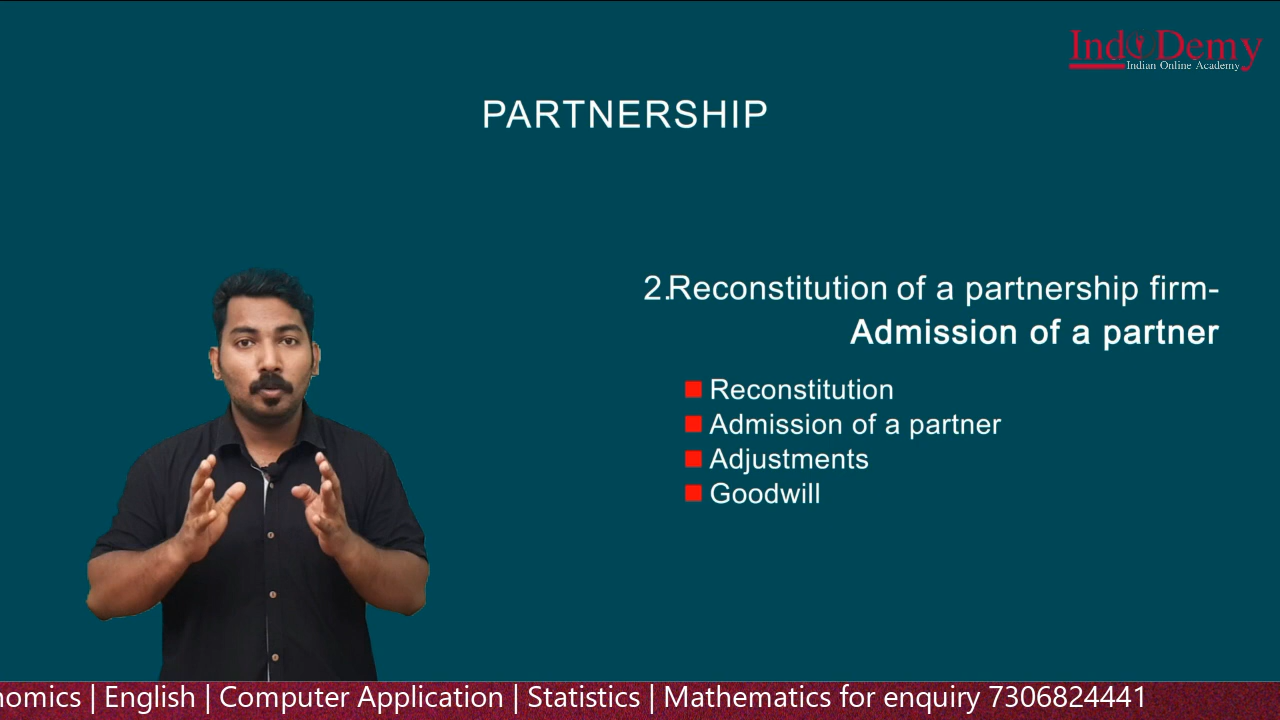 IndoDemy
Indian Online Academy
PARTNERSHIP
2.Reconstitution of a partnership firm-
Admission of a partner
Reconstitution
Admission of a partner
Adjustments
Goodwill
nomics | English | Computer Application | Statistics | Mathematics for enquiry 7306824441